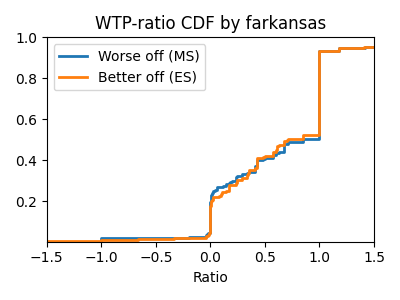 WTP-ratio CDF by farkansas
1.0
Worse off (MS)
Better off (ES)
0.8
0.6
0.4
0.2
−1.5 −1.0 −0.5 0.0 0.5 1.0 1.5
Ratio